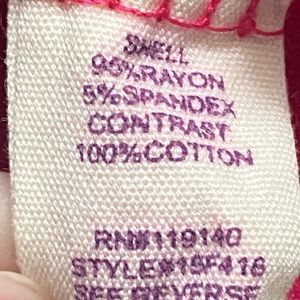 SHELL
95%RAYON
5%SPANDEX
CONTRAST
100%COTTON
RN#119140
STYLE#15F416
SEE REVERSE